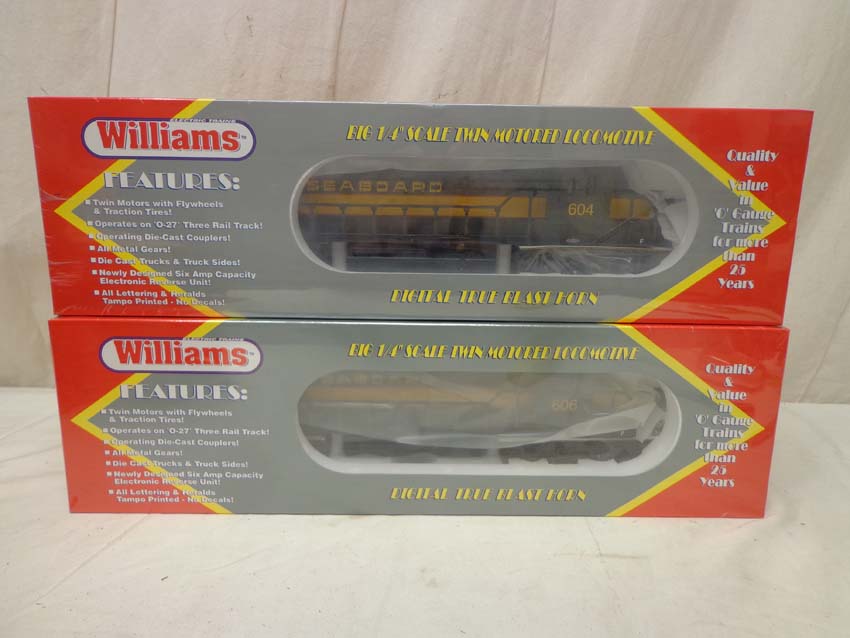 ELECTRIC TRAINS
Williams™
FEATURES:
Twin Motors with Flywheels
& Traction Tires!
Operates on 'O-27' Three Rail Track!
Operating Die-Cast Couplers!
All Metal Gears!
Die Cast Trucks & Truck Sides!
Newly Designed Six Amp Capacity
Electronic Reverse Unit!
All Lettering & Heralds
Tampo Printed - No Decals!
BIG 1/4" SCALE TWIN MOTORED LOCOMOTIVE
SEABOARD
604
DIGITAL TRUE BLAST HORN
Quality
&
Value
in
'O' Gauge
Trains
for more
than
25
Years
ELECTRIC TRAINS
Williams™
FEATURES:
Twin Motors with Flywheels
& Traction Tires!
Operates on 'O-27' Three Rail Track!
Operating Die-Cast Couplers!
All Metal Gears!
Die Cast Trucks & Truck Sides!
Newly Designed Six Amp Capacity
Electronic Reverse Unit!
All Lettering & Heralds
Tampo Printed - No Decals!
BIG 1/4" SCALE TWIN MOTORED LOCOMOTIVE
606
DIGITAL TRUE BLAST HORN
Quality
&
Value
in
'O' Gauge
Trains
for more
than
25
Years